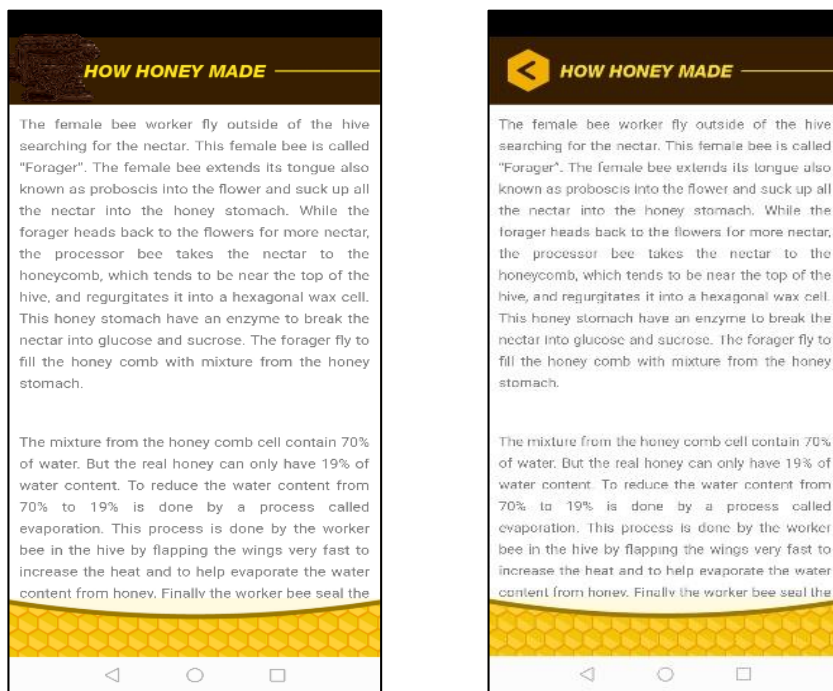 HOW HONEY MADE
The female bee worker fly outside of the hive
searching for the nectar. This female bee is called
"Forager". The female bee extends its tongue also
known as proboscis into the flower and suck up all
the nectar into the honey stomach. While the
forager heads back to the flowers for more nectar,
the processor bee takes the nectar to the
honeycomb, which tends to be near the top of the
hive, and regurgitates it into a hexagonal wax cell.
This honey stomach have an enzyme to break the
nectar into glucose and sucrose. The forager fly to
fill the honey comb with mixture from the honey
stomach.
The mixture from the honey comb cell contain 70%
of water. But the real honey can only have 19% of
water content. To reduce the water content from
70% to 19% is done by a process called
evaporation. This process is done by the worker
bee in the hive by flapping the wings very fast to
increase the heat and to help evaporate the water
content from honey. Finally the worker bee seal the
HOW HONEY MADE
The female bee worker fly outside of the hive
searching for the nectar. This female bee is called
"Forager". The female bee extends its tongue also
known as proboscis into the flower and suck up all
the nectar into the honey stomach. While the
forager heads back to the flowers for more nectar,
the processor bee takes the nectar to the
honeycomb, which tends to be near the top of the
hive, and regurgitates it into a hexagonal wax cell.
This honey stomach have an enzyme to break the
nectar into glucose and sucrose. The forager fly to
fill the honey comb with mixture from the honey
stomach.
The mixture from the honey comb cell contain 70%
of water. But the real honey can only have 19% of
water content. To reduce the water content from
70% to 19% is done by a process called
evaporation. This process is done by the worker
bee in the hive by flapping the wings very fast to
increase the heat and to help evaporate the water
content from honey. Finally the worker bee seal the